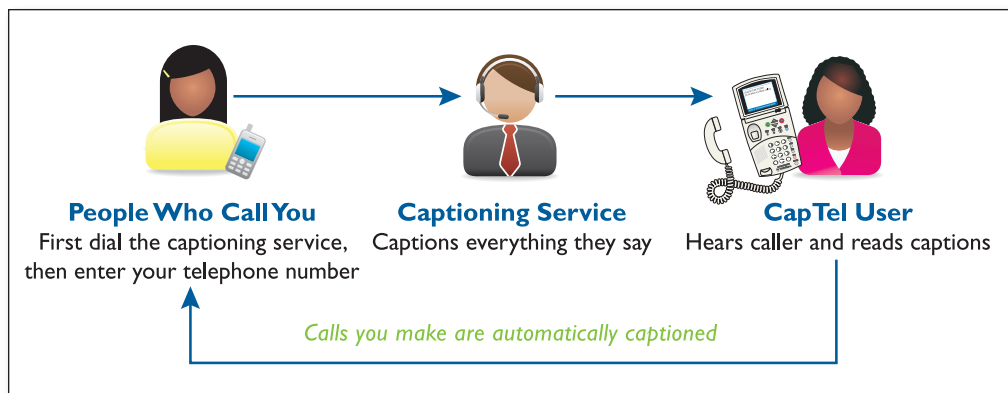 People Who Call You
First dial the captioning service,
then enter your telephone number
Captioning Service
Captions everything they say
CapTel User
Hears caller and reads captions
Calls you make are automatically captioned